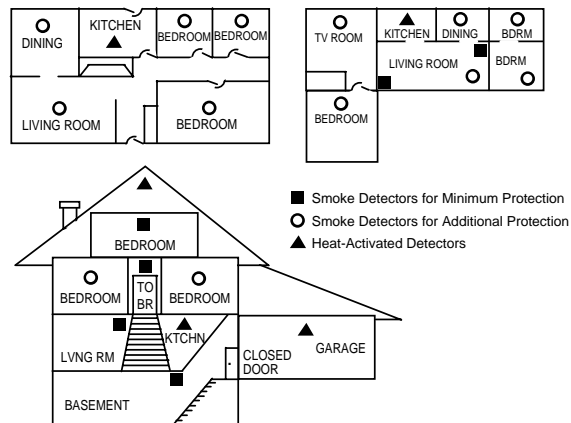 DINING
KITCHEN
BEDROOM
BEDROOM
LIVING ROOM
BEDROOM
TV ROOM
KITCHEN
DINING
BDRM
LIVING ROOM
BDRM
BEDROOM
Smoke Detectors for Minimum Protection
Smoke Detectors for Additional Protection
Heat-Activated Detectors
BEDROOM
BEDROOM
TO
BR
BEDROOM
LVNG RM
KTCHN
CLOSED
DOOR
GARAGE
BASEMENT